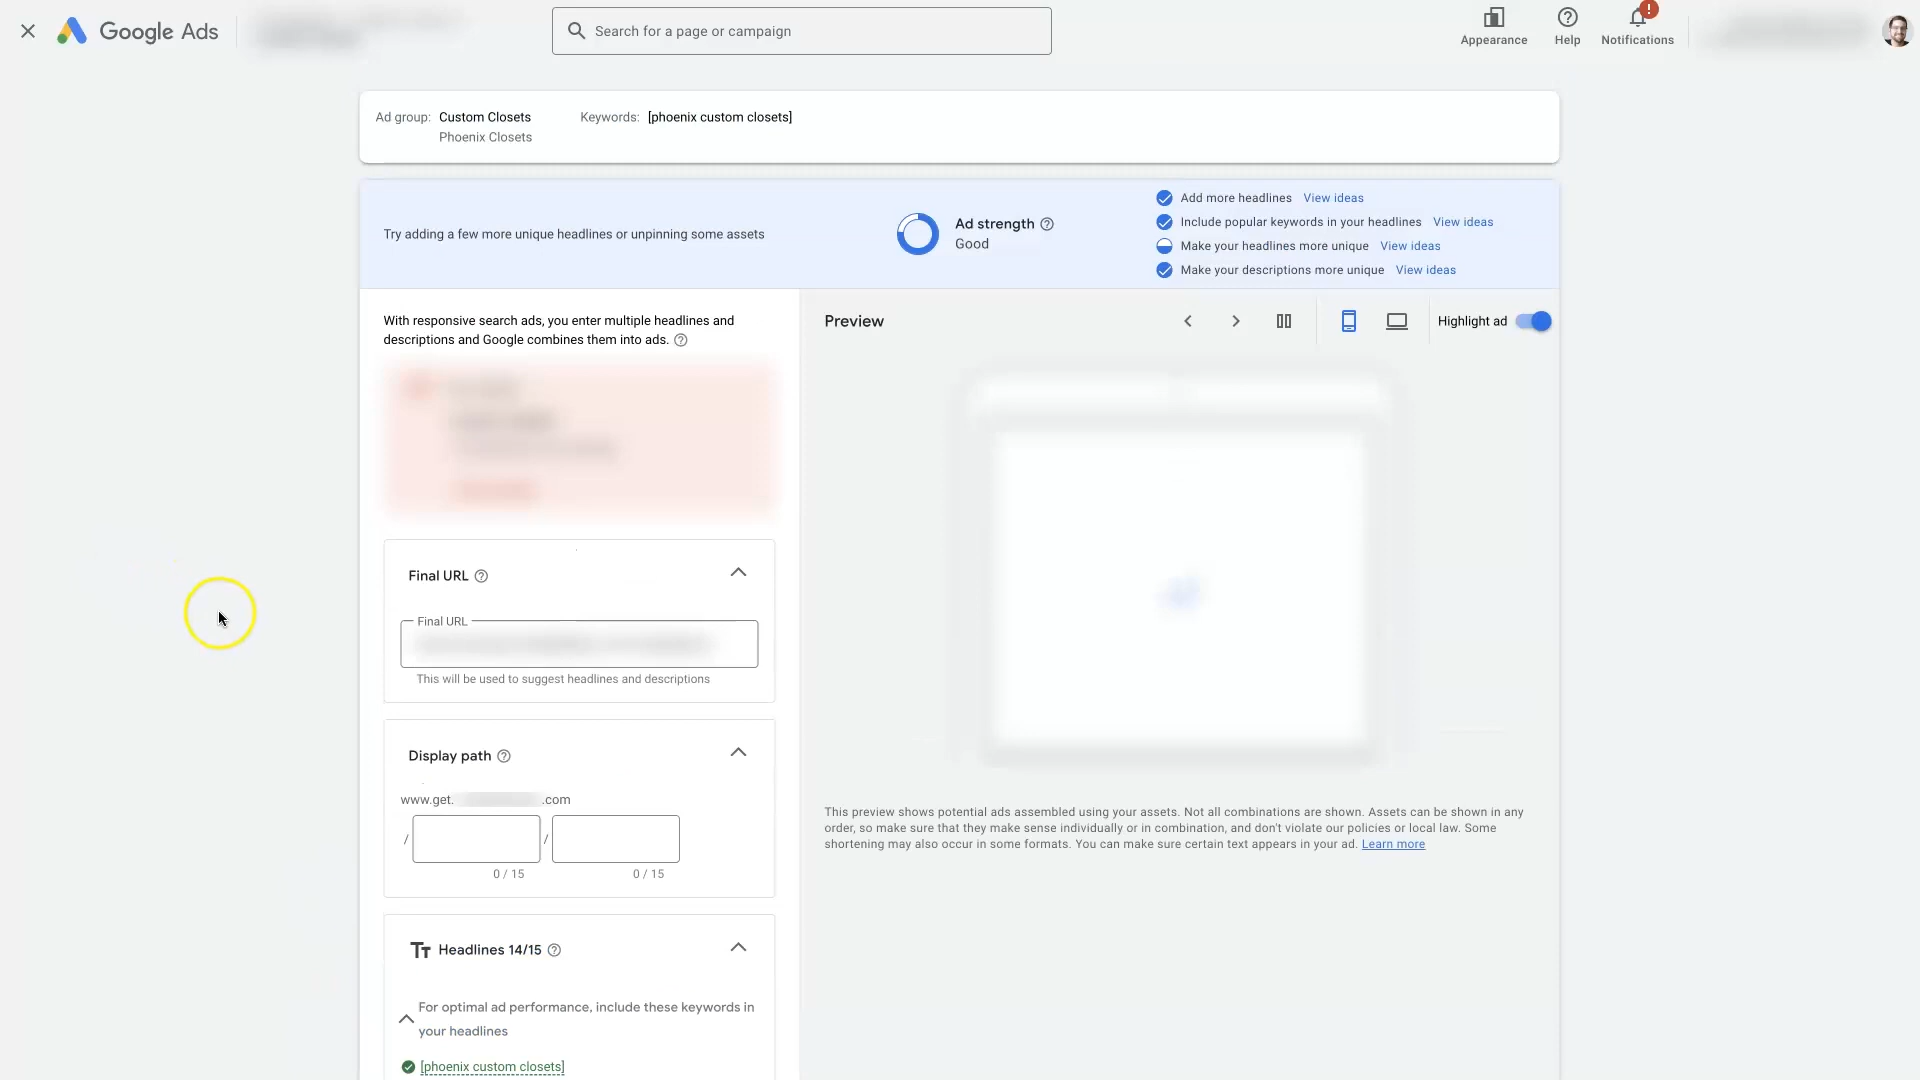 Google Ads
Search for a page or campaign
Appearance
Help
!
Notifications
Ad group: Custom Closets
Phoenix Closets
Keywords: [phoenix custom closets]
Try adding a few more unique headlines or unpinning some assets
Ad strength
Good
Add more headlines View ideas
Include popular keywords in your headlines View ideas
Make your headlines more unique View ideas
Make your descriptions more unique View ideas
With responsive search ads, you enter multiple headlines and
descriptions and Google combines them into ads.
Preview
Highlight ad
Final URL
Final URL
This will be used to suggest headlines and descriptions
Display path
www.get. .com
/ /
0 / 15 0 / 15
This preview shows potential ads assembled using your assets. Not all combinations are shown. Assets can be shown in any
order, so make sure that they make sense individually or in combination, and don't violate our policies or local law. Some
shortening may also occur in some formats. You can make sure certain text appears in your ad. Learn more
Tт Headlines 14/15
For optimal ad performance, include these keywords in
your headlines
[phoenix custom closets]